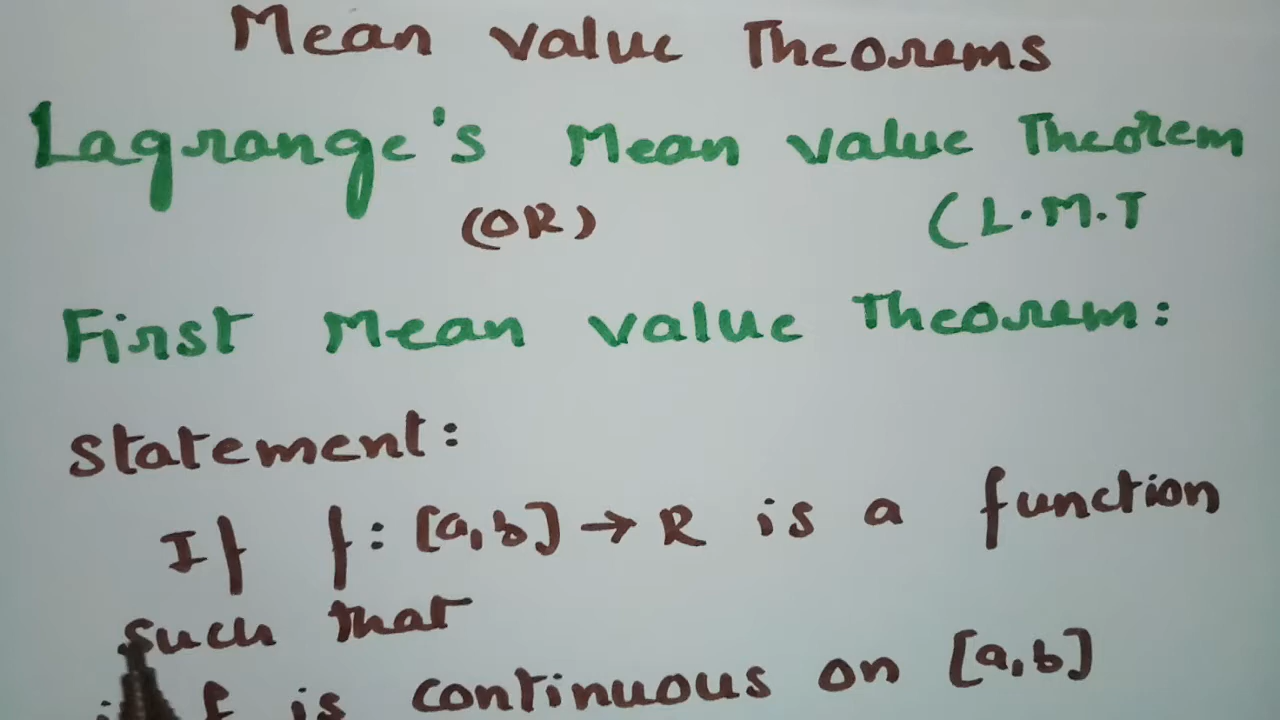 Mean value Theorems
Lagrange's Mean value Theorem
(OR) (L.M.T
First Mean value Theorem:
statement:
If f: [a,b] → R is a function
such that
f is continuous on [a,b]